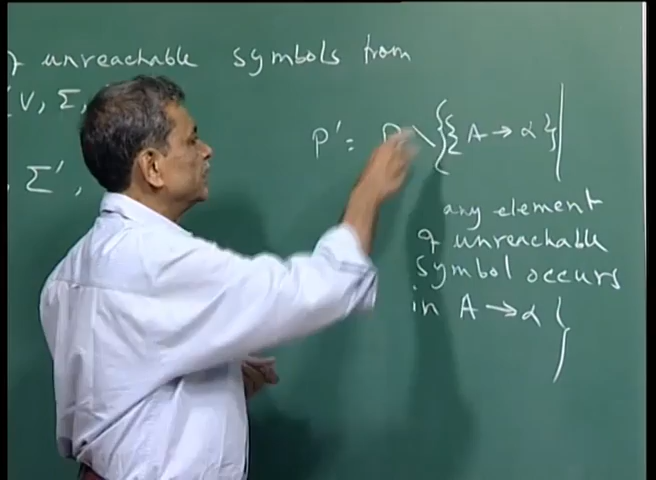 unreachable symbols from
V, Σ,
Σ',
P' = P \ { { A → α } |
any element
of unreachable
symbol occurs
in A → α }